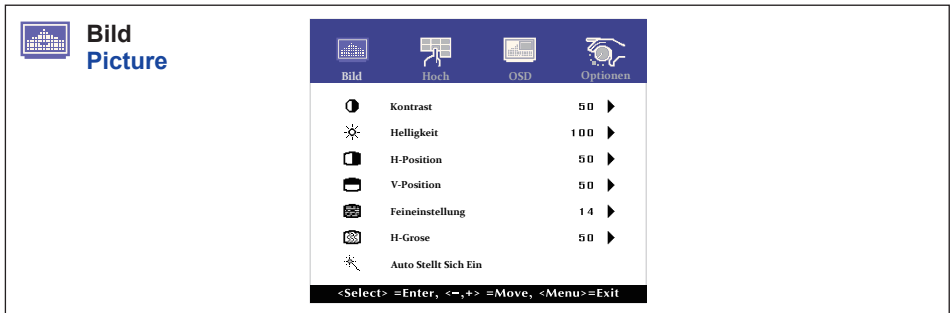 Bild
Picture
Bild Hoch OSD Optionen
Kontrast 50
Helligkeit 100
H-Position 50
V-Position 50
Feineinstellung 14
H-Grose 50
Auto Stellt Sich Ein
<Select> =Enter, <−,+> =Move, <Menu>=Exit